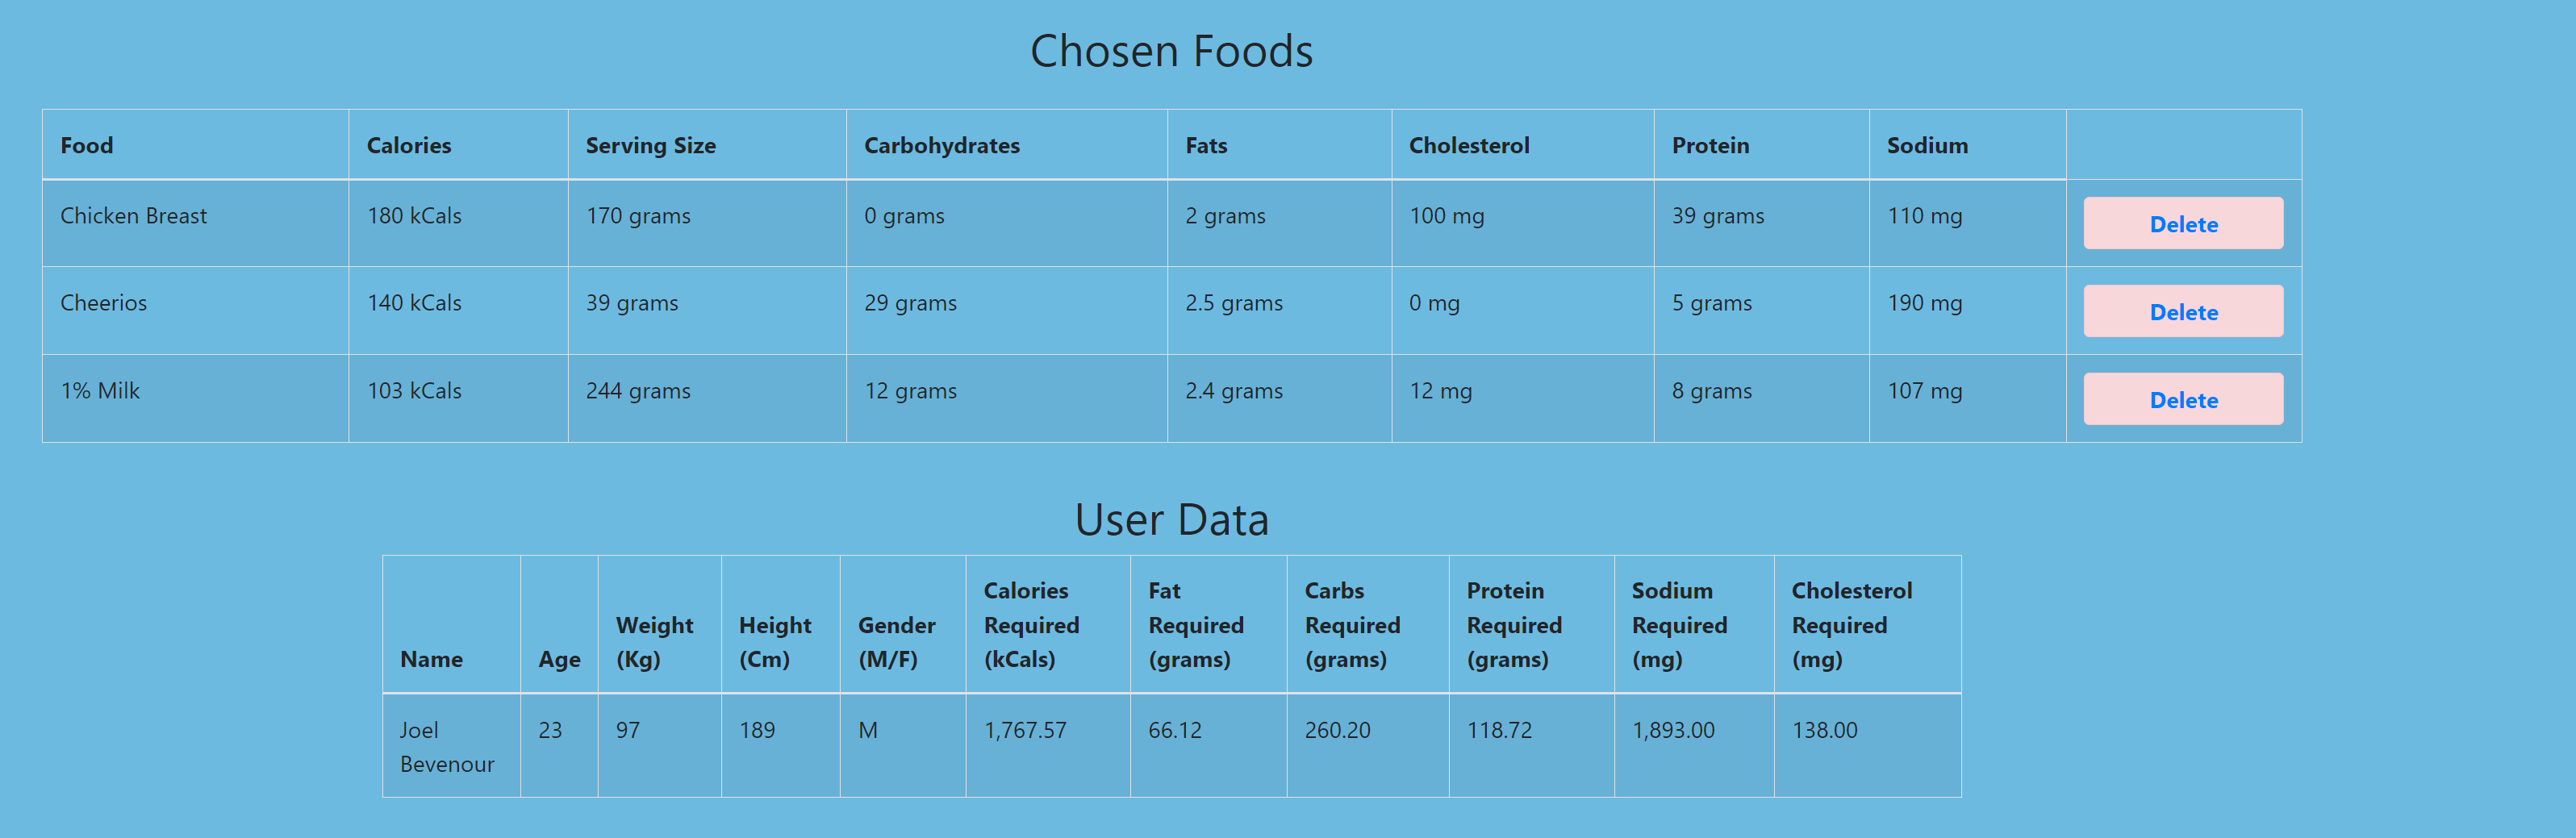 Chosen Foods
Food Calories Serving Size Carbohydrates Fats Cholesterol Protein Sodium
Chicken Breast 180 kCals 170 grams 0 grams 2 grams 100 mg 39 grams 110 mg Delete
Cheerios 140 kCals 39 grams 29 grams 2.5 grams 0 mg 5 grams 190 mg Delete
1% Milk 103 kCals 244 grams 12 grams 2.4 grams 12 mg 8 grams 107 mg Delete
User Data
Calories Fat Carbs Protein Sodium Cholesterol
Weight Height Gender Required Required Required Required Required Required
Name Age (Kg) (Cm) (M/F) (kCals) (grams) (grams) (grams) (mg) (mg)
Joel 23 97 189 M 1,767.57 66.12 260.20 118.72 1,893.00 138.00
Bevenour